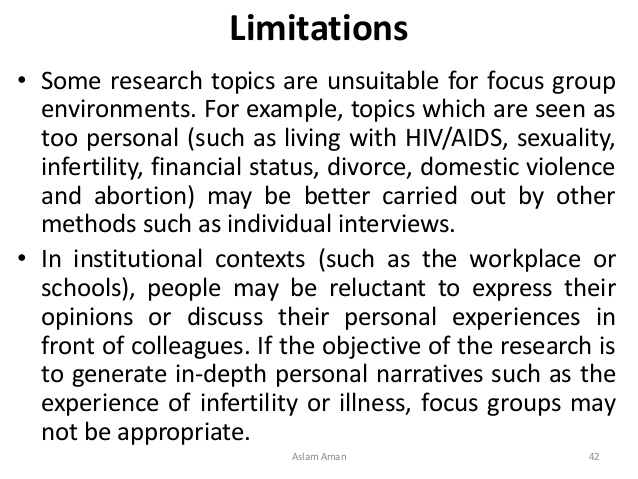 Limitations
• Some research topics are unsuitable for focus group
environments. For example, topics which are seen as
too personal (such as living with HIV/AIDS, sexuality,
infertility, financial status, divorce, domestic violence
and abortion) may be better carried out by other
methods such as individual interviews.
• In institutional contexts (such as the workplace or
schools), people may be reluctant to express their
opinions or discuss their personal experiences in
front of colleagues. If the objective of the research is
to generate in-depth personal narratives such as the
experience of infertility or illness, focus groups may
not be appropriate.
Aslam Aman 42